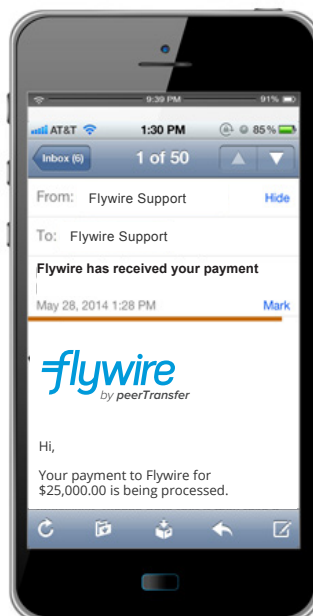 9:39 PM 91%
AT&T 1:30 PM 85%
Inbox (6) 1 of 50
From: Flywire Support Hide
To: Flywire Support
Flywire has received your payment
May 28, 2014 1:28 PM Mark
flywire
by peerTransfer
Hi,
Your payment to Flywire for
$25,000.00 is being processed.